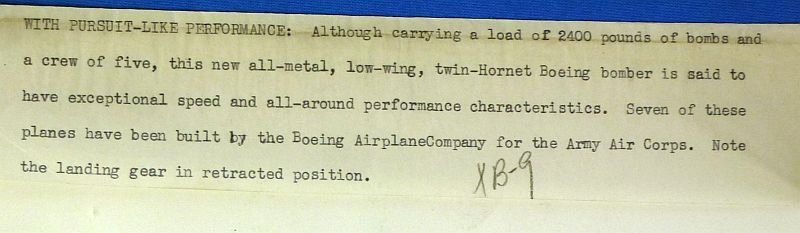 WITH PURSUIT-LIKE PERFORMANCE: Although carrying a load of 2400 pounds of bombs and
a crew of five, this new all-metal, low-wing, twin-Hornet Boeing bomber is said to
have exceptional speed and all-around performance characteristics. Seven of these
planes have been built by the Boeing AirplaneCompany for the Army Air Corps. Note
the landing gear in retracted position.
XB-9